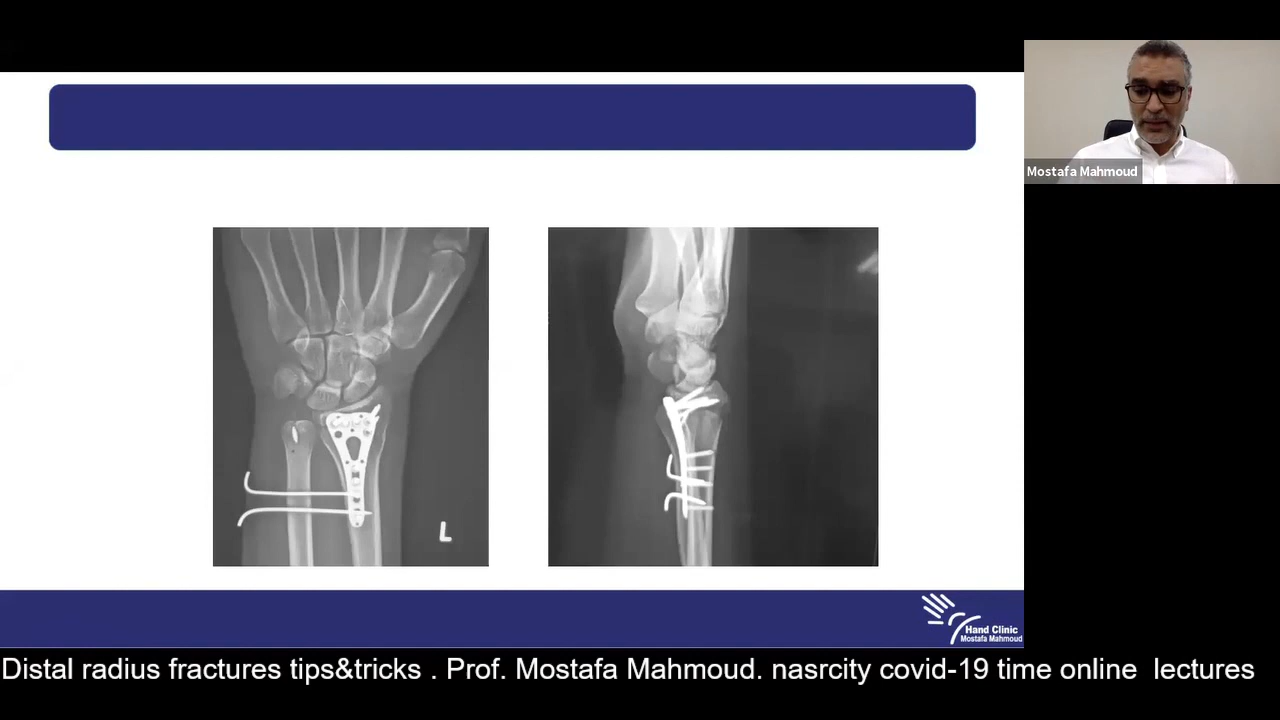 Mostafa Mahmoud
L
Hand Clinic
Mostafa Mahmoud
Distal radius fractures tips&tricks . Prof. Mostafa Mahmoud. nasrcity covid-19 time online  lectures